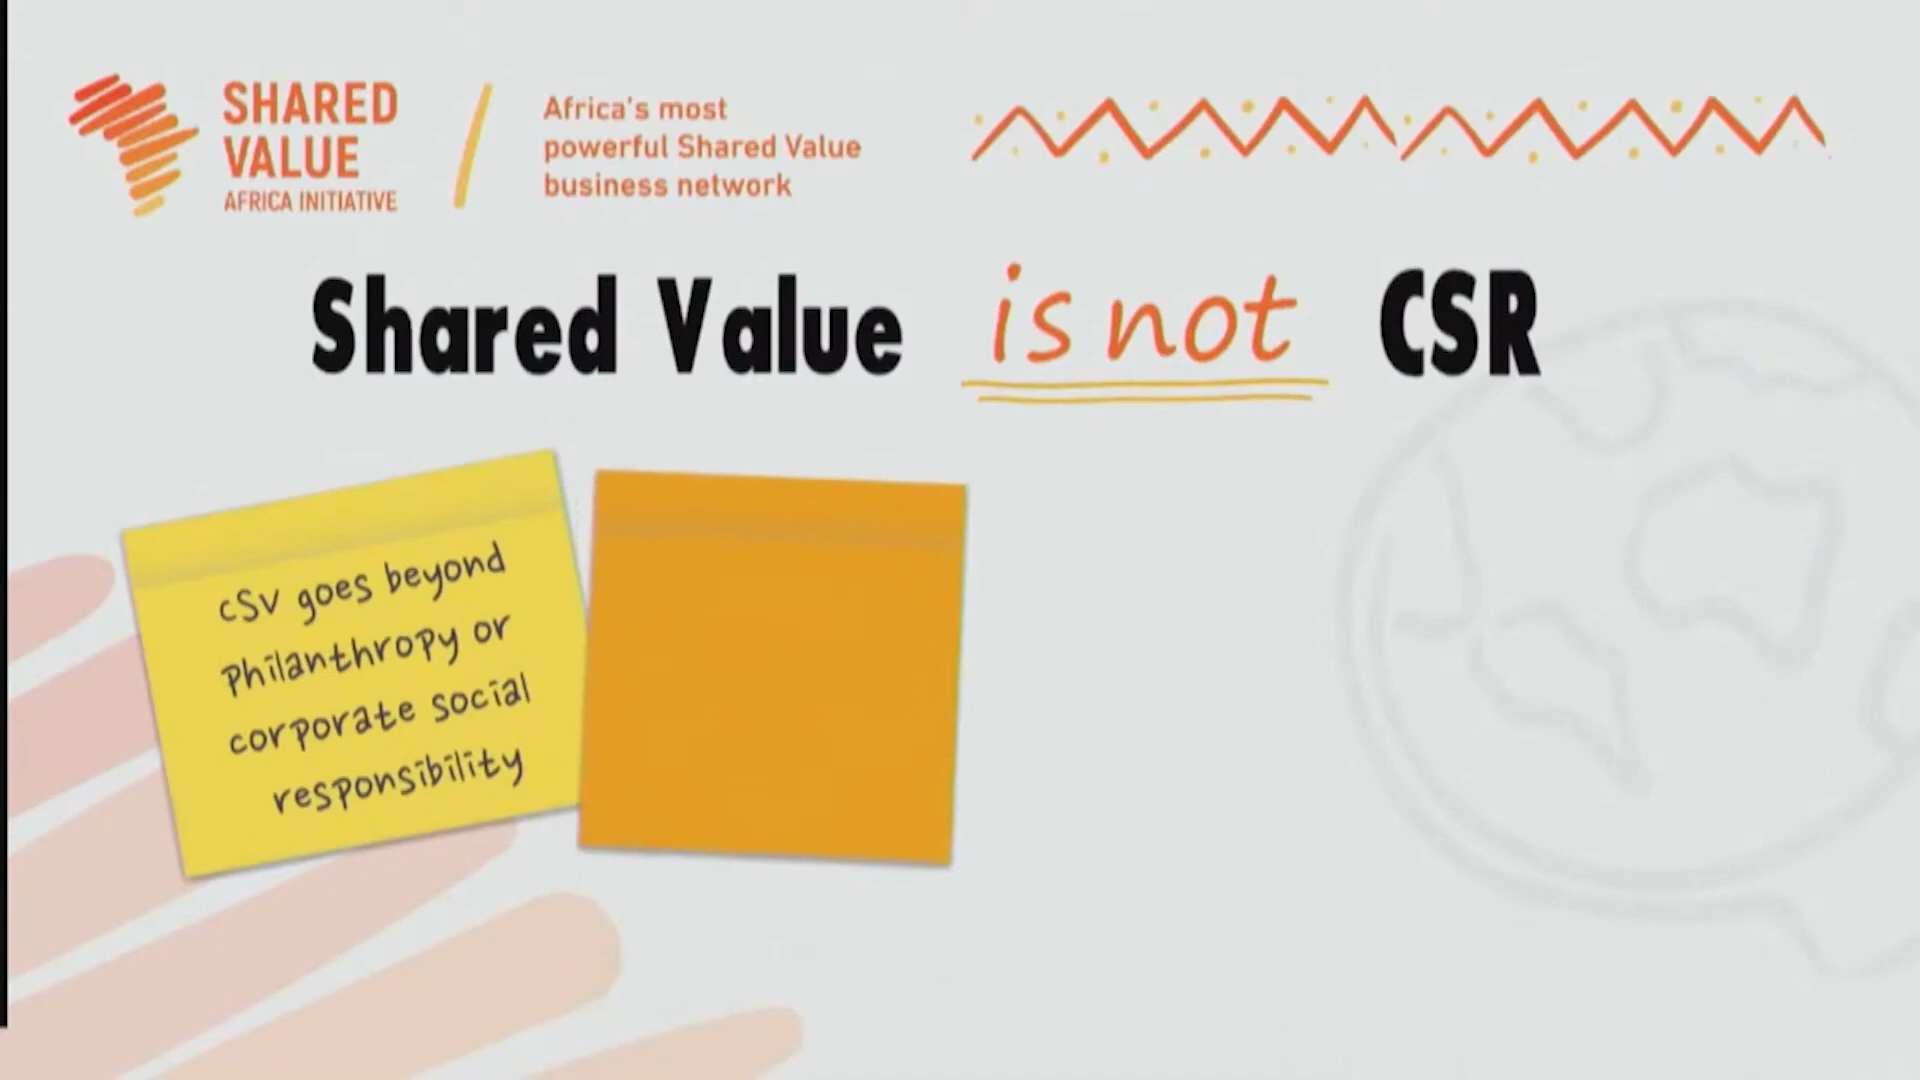 SHARED
VALUE
AFRICA INITIATIVE
Africa's most
powerful Shared Value
business network
Shared Value is not CSR
CSV goes beyond
Philanthropy or
corporate social
responsibility